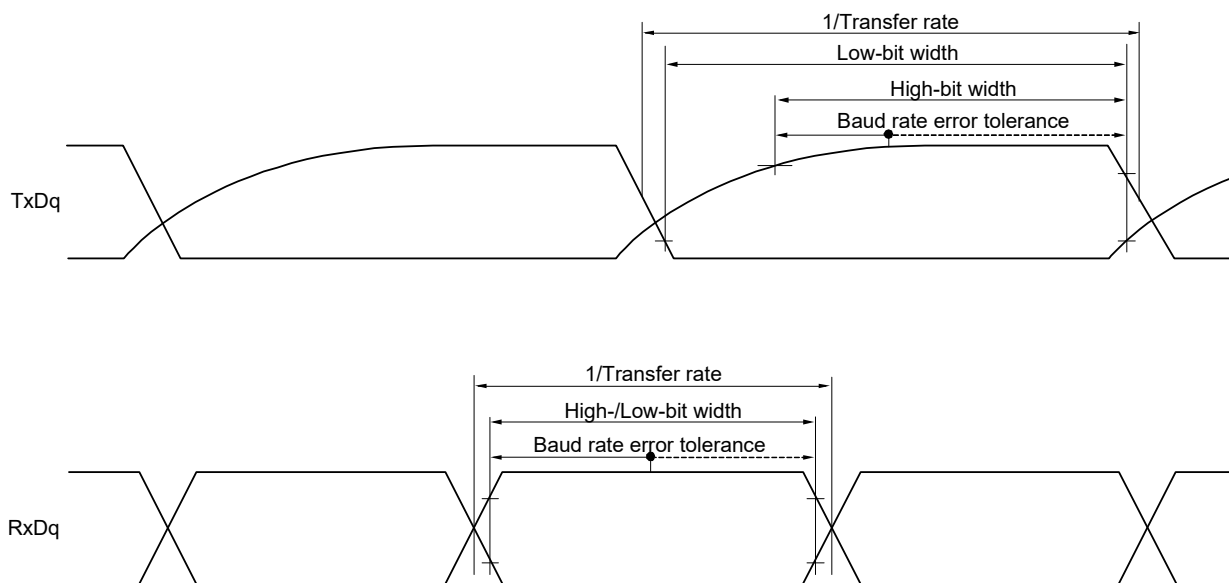 1/Transfer rate
Low-bit width
High-bit width
Baud rate error tolerance
TxDq
1/Transfer rate
High-/Low-bit width
Baud rate error tolerance
RxDq